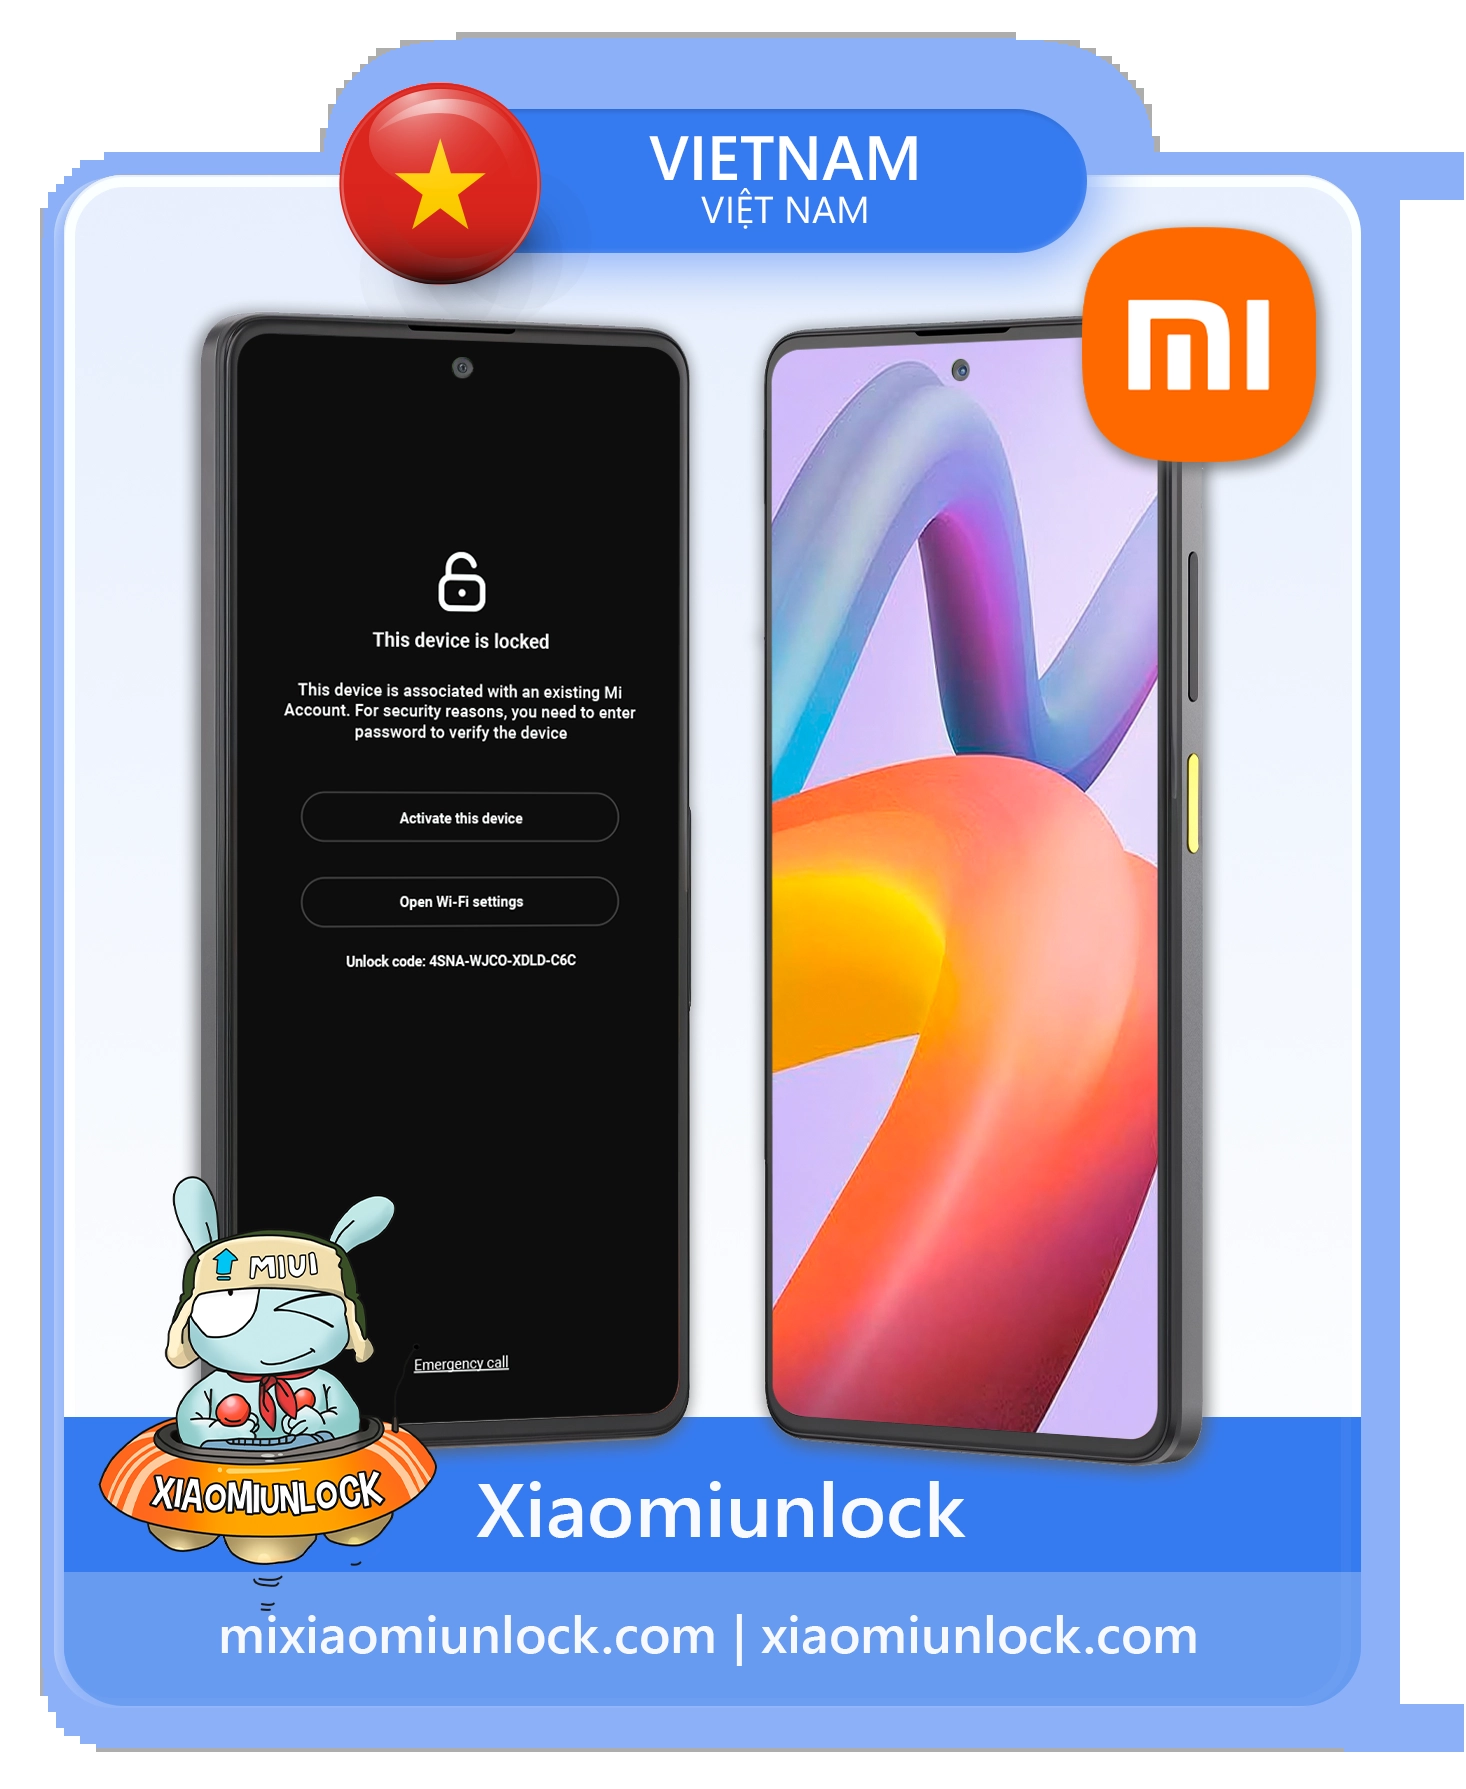 VIETNAM
VIỆT NAM
mi
This device is locked
This device is associated with an existing Mi
Account. For security reasons, you need to enter
password to verify the device
Activate this device
Open Wi-Fi settings
Unlock code: 4SNA-WJCO-XDLD-C6C
Emergency call
MIUI
XIAOMIUNLOCK
Xiaomiunlock
mixiaomiunlock.com | xiaomiunlock.com